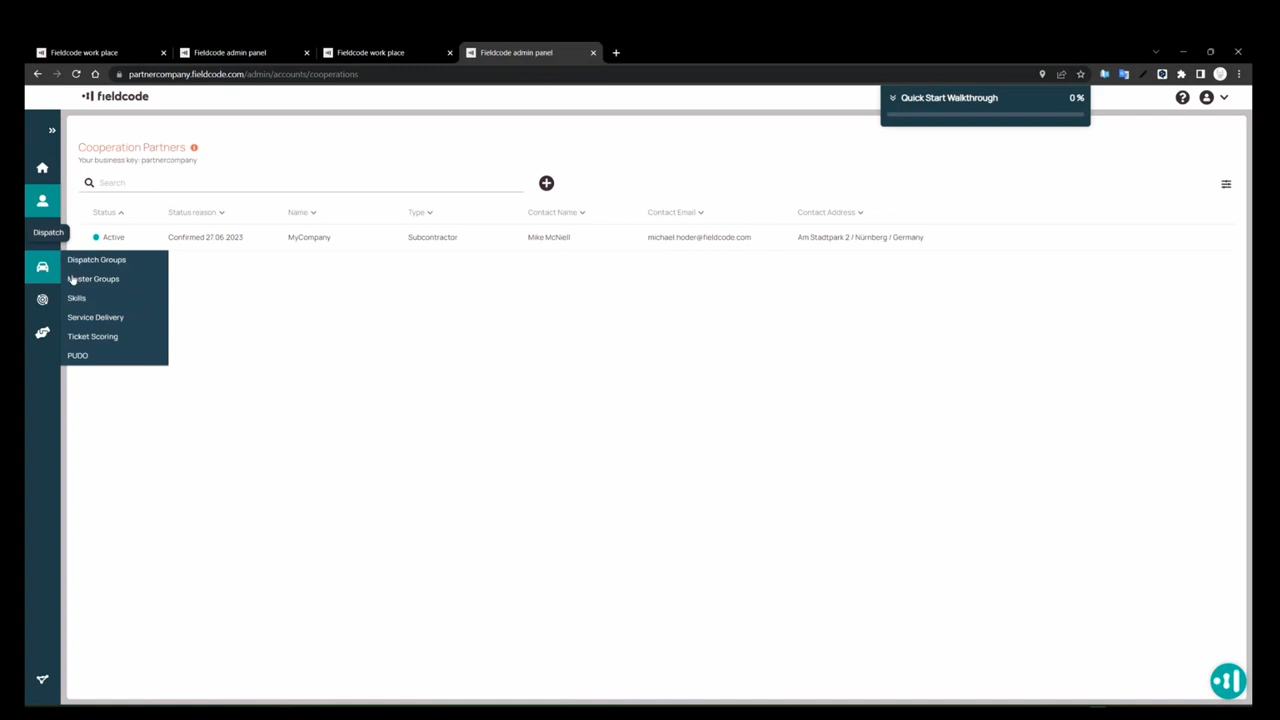 Fieldcode work place
Fieldcode admin panel
Fieldcode work place
Fieldcode admin panel
partnercompany.fieldcode.com/admin/accounts/cooperations
fieldcode
Quick Start Walkthrough 0 %
Cooperation Partners
Your business key: partnercompany
Search
Status Status reason Name Type Contact Name Contact Email Contact Address
Active Confirmed 27.06.2023 MyCompany Subcontractor Mike McNiell michael.hoder@fieldcode.com Am Stadtpark 2 / Nürnberg / Germany
Dispatch
Dispatch Groups
Master Groups
Skills
Service Delivery
Ticket Scoring
PUDO